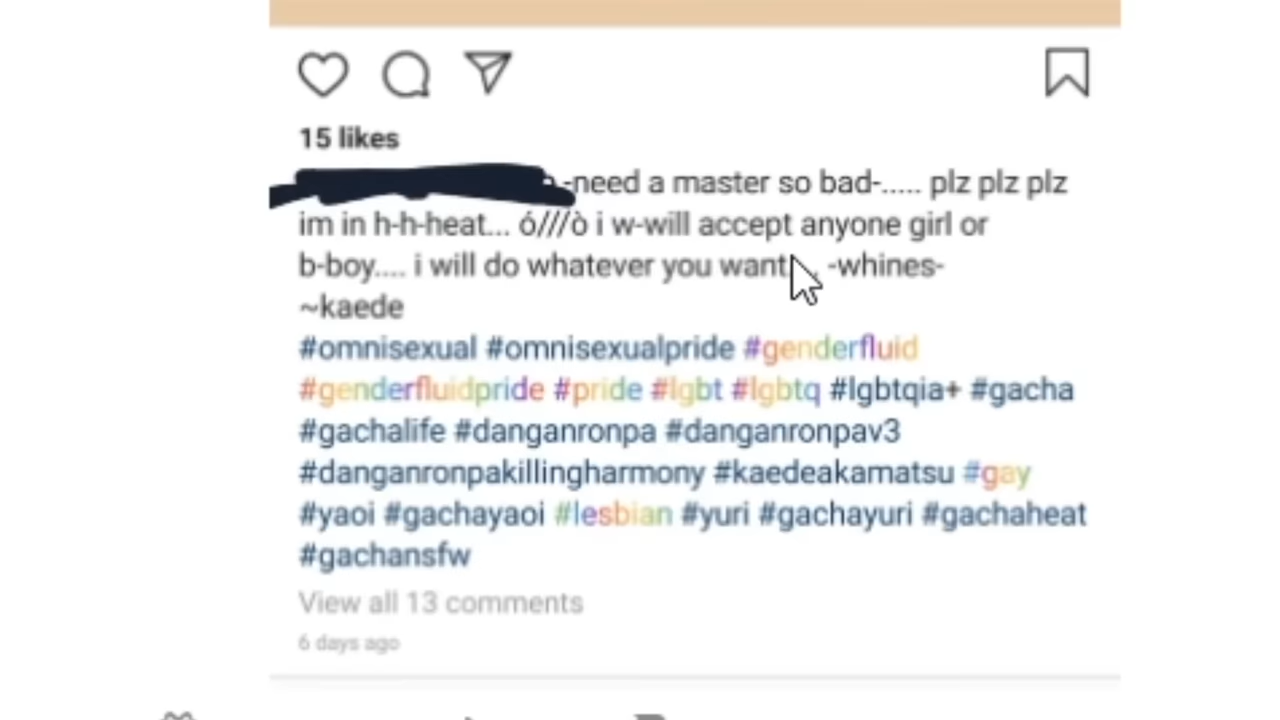 15 likes
-need a master so bad-..... plz plz plz
im in h-h-heat... ó///ò i w-will accept anyone girl or
b-boy.... i will do whatever you want -whines-
~kaede
#omnisexual #omnisexualpride #genderfluid
#genderfluidpride #pride #lgbt #lgbtq #lgbtqia+ #gacha
#gachalife #danganronpa #danganronpav3
#danganronpakillingharmony #kaedeakamatsu #gay
#yaoi #gachayaoi #lesbian #yuri #gachayuri #gachaheat
#gachansfw
View all 13 comments
6 days ago